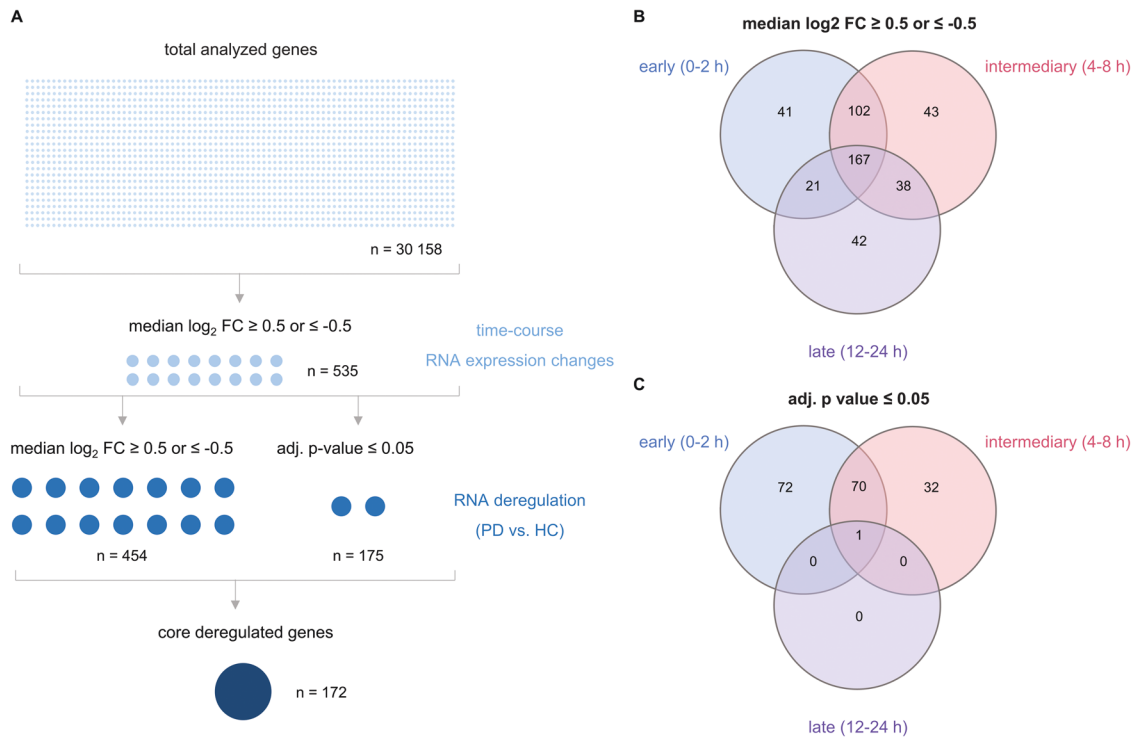 A
total analyzed genes
n = 30 158
median log₂ FC ≥ 0.5 or ≤ -0.5
n = 535
time-course
RNA expression changes
median log₂ FC ≥ 0.5 or ≤ -0.5
adj. p-value ≤ 0.05
RNA deregulation
(PD vs. HC)
n = 454
n = 175
core deregulated genes
n = 172
B
median log2 FC ≥ 0.5 or ≤ -0.5
early (0-2 h)
intermediary (4-8 h)
41
102
43
167
21
38
42
late (12-24 h)
C
adj. p value ≤ 0.05
early (0-2 h)
intermediary (4-8 h)
72
70
32
1
0
0
0
late (12-24 h)